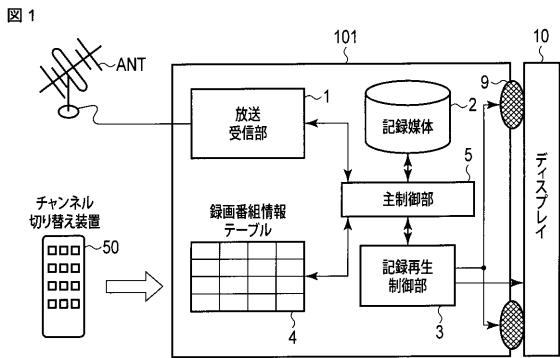 図1
ANT
101
10
9
1
放送
受信部
記録媒体
2
5
主制御部
ディスプレイ
チャンネル
切り替え装置
50
録画番組情報
テーブル
4
記録再生
制御部
3